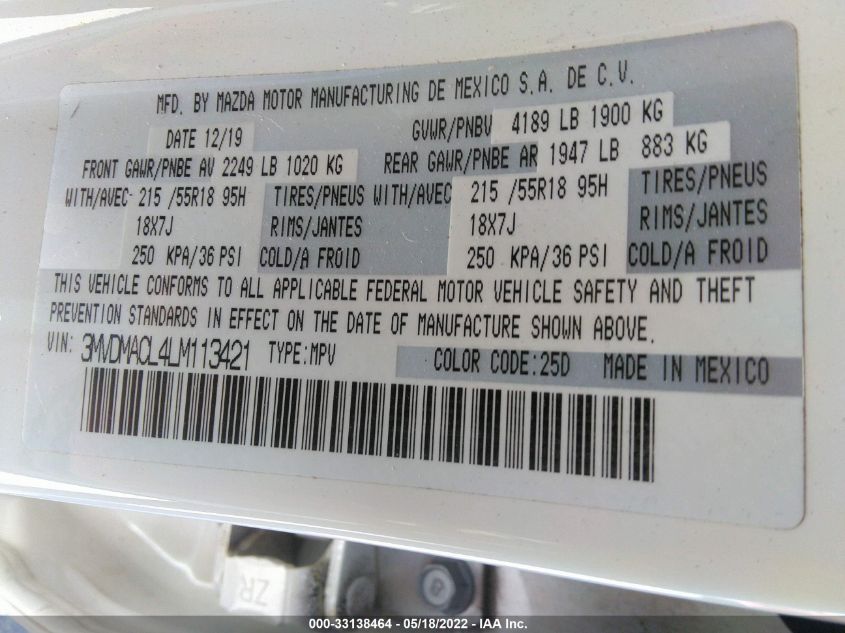 MFD. BY MAZDA MOTOR MANUFACTURING DE MEXICO S.A. DE C.V.
DATE 12/19 GVWR/PNBV 4189 LB 1900 KG
FRONT GAWR/PNBE AV 2249 LB 1020 KG REAR GAWR/PNBE AR 1947 LB 883 KG
WITH/AVEC 215 /55R18 95H TIRES/PNEUS WITH/AVEC 215 /55R18 95H TIRES/PNEUS
18X7J RIMS/JANTES 18X7J RIMS/JANTES
250 KPA/36 PSI COLD/A FROID 250 KPA/36 PSI COLD/A FROID
THIS VEHICLE CONFORMS TO ALL APPLICABLE FEDERAL MOTOR VEHICLE SAFETY AND THEFT
PREVENTION STANDARDS IN EFFECT ON THE DATE OF MANUFACTURE SHOWN ABOVE.
VIN: 3MVDMACL4LM113421 TYPE:MPV COLOR CODE:25D MADE IN MEXICO
ZR
8
000-33138464 - 05/18/2022 - IAA Inc.